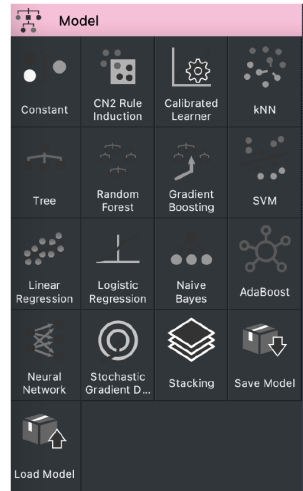 Model
Constant
CN2 Rule
Induction
Calibrated
Learner
kNN
Tree
Random
Forest
Gradient
Boosting
SVM
Linear
Regression
Logistic
Regression
Naive
Bayes
AdaBoost
Neural
Network
Stochastic
Gradient D...
Stacking
Save Model
Load Model